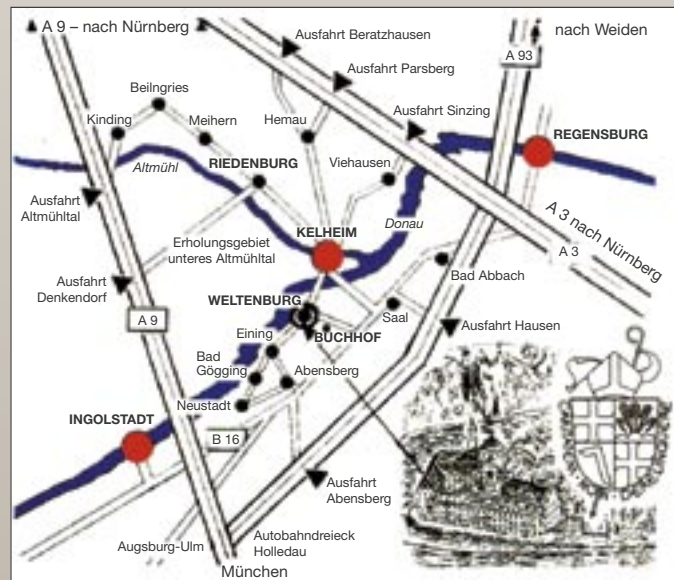 A 9 – nach Nürnberg
nach Weiden
Ausfahrt Beratzhausen
A 93
Ausfahrt Parsberg
Beilngries
Kinding
Meihern
Hemau
Ausfahrt Sinzing
REGENSBURG
Altmühl
RIEDENBURG
Viehausen
Ausfahrt
Altmühltal
Donau
A 3 nach Nürnberg
Erholungsgebiet
unteres Altmühltal
KELHEIM
A 3
Bad Abbach
Ausfahrt
Denkendorf
WELTENBURG
Saal
A 9
BUCHHOF
Ausfahrt Hausen
Eining
Bad
Gögging
Abensberg
Neustadt
INGOLSTADT
B 16
Ausfahrt
Abensberg
Augsburg-Ulm
Autobahndreieck
Holledau
München